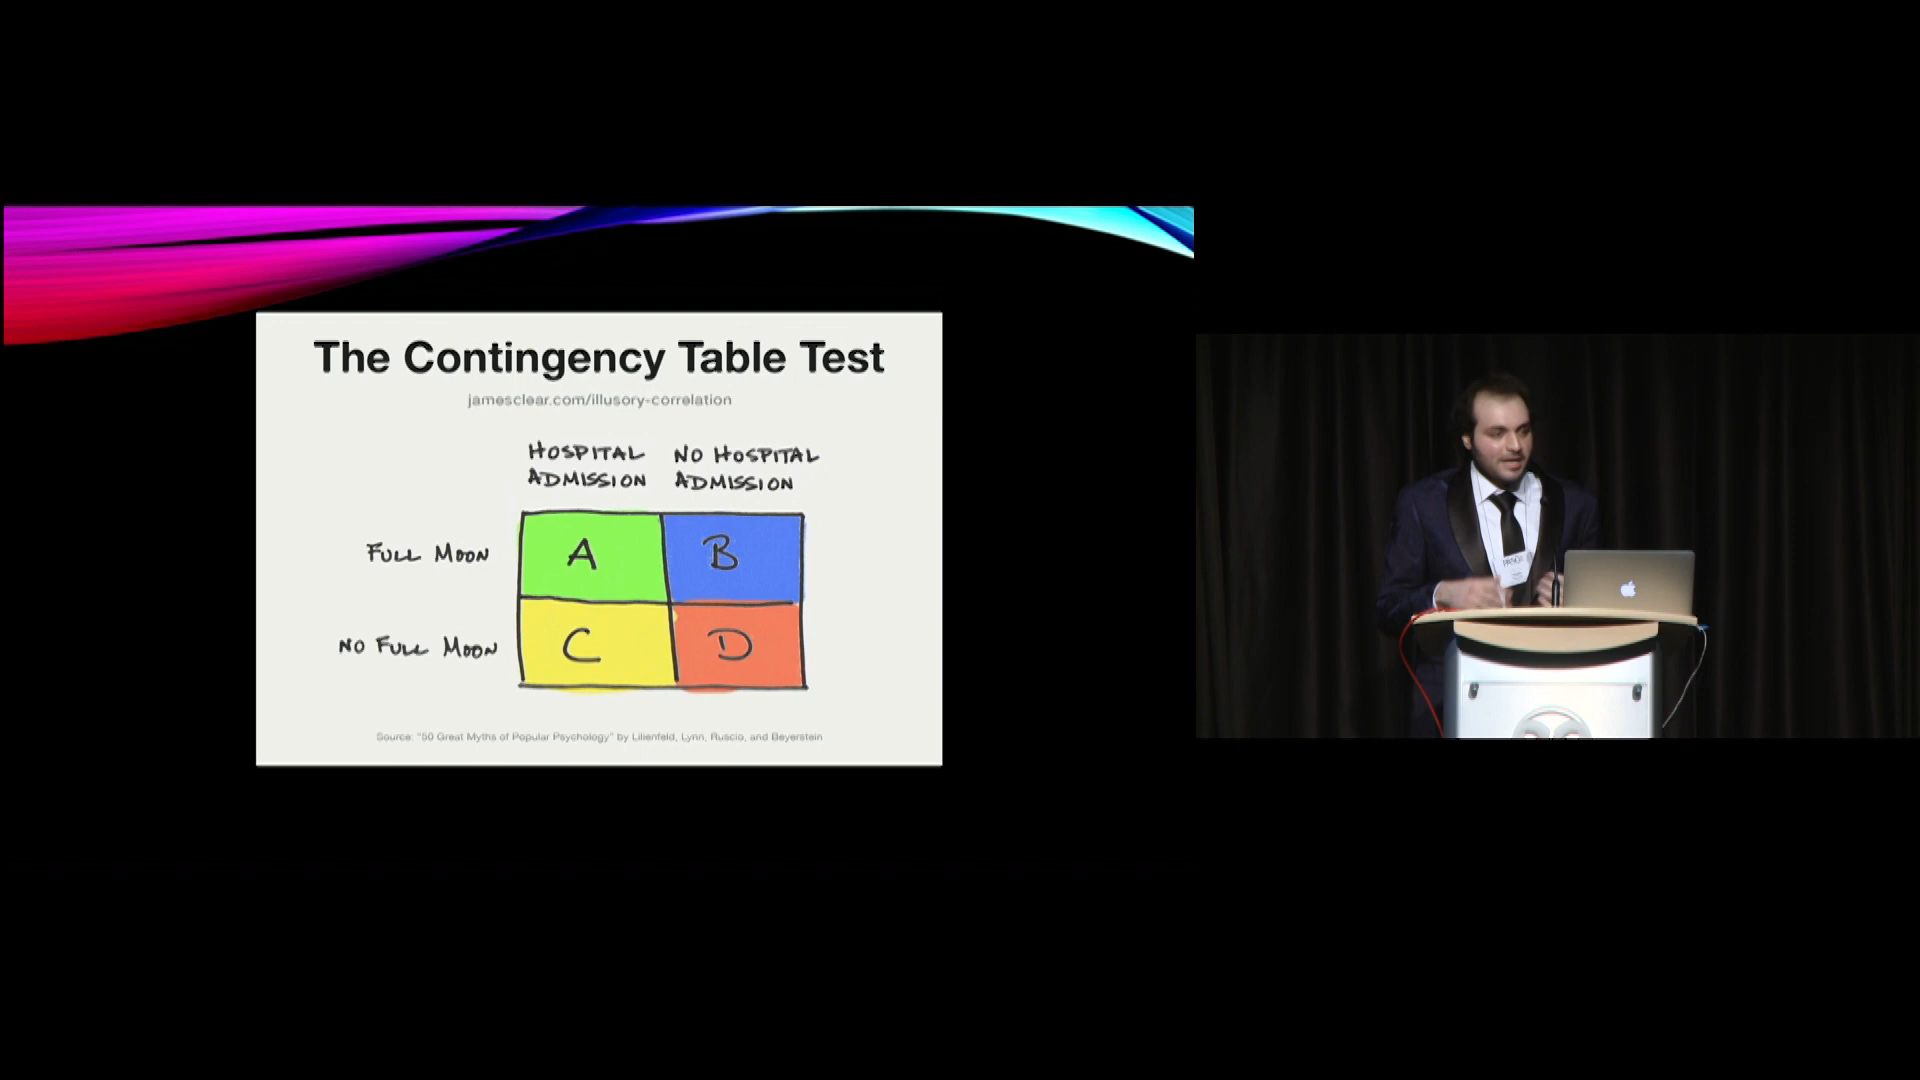 The Contingency Table Test
jamesclear.com/illusory-correlation
HOSPITAL ADMISSION
NO HOSPITAL ADMISSION
FULL MOON
A
B
NO FULL MOON
C
D
Source: "50 Great Myths of Popular Psychology" by Lilienfeld, Lynn, Ruscio, and Beyerstein